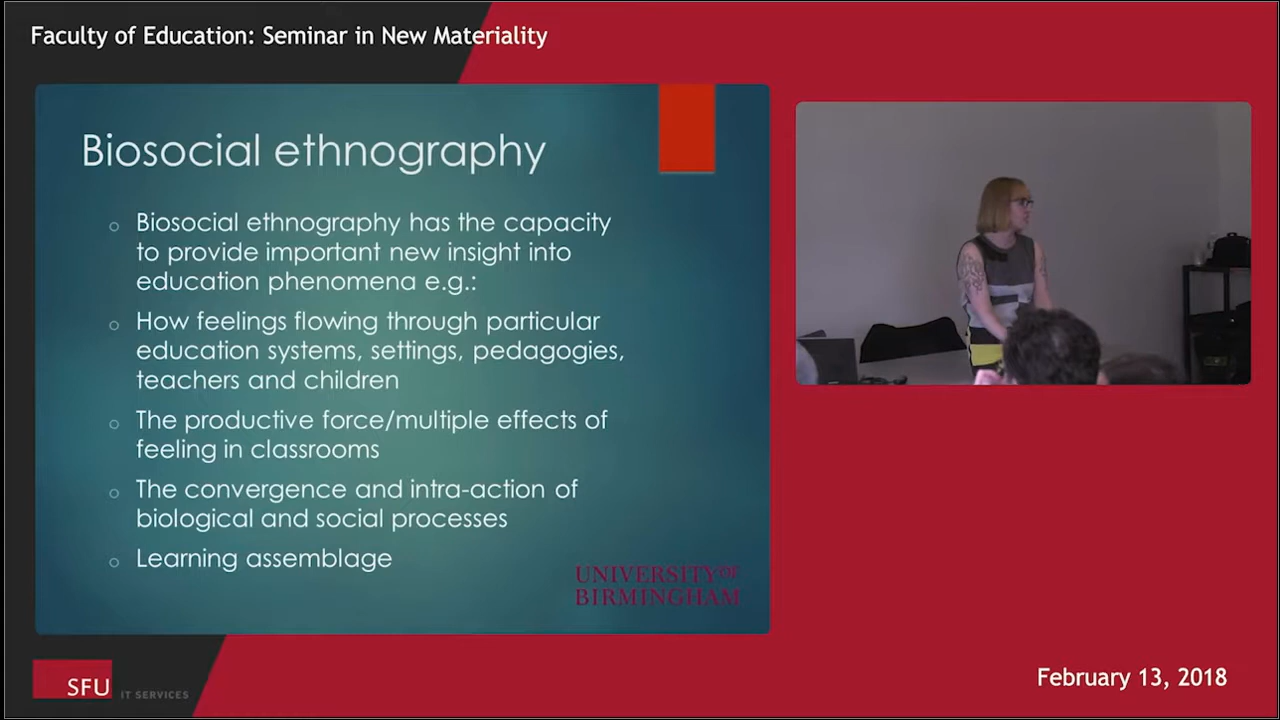 Faculty of Education: Seminar in New Materiality
Biosocial ethnography
Biosocial ethnography has the capacity
to provide important new insight into
education phenomena e.g.:
How feelings flowing through particular
education systems, settings, pedagogies,
teachers and children
The productive force/multiple effects of
feeling in classrooms
The convergence and intra-action of
biological and social processes
Learning assemblage
UNIVERSITY OF
BIRMINGHAM
SFU IT SERVICES
February 13, 2018